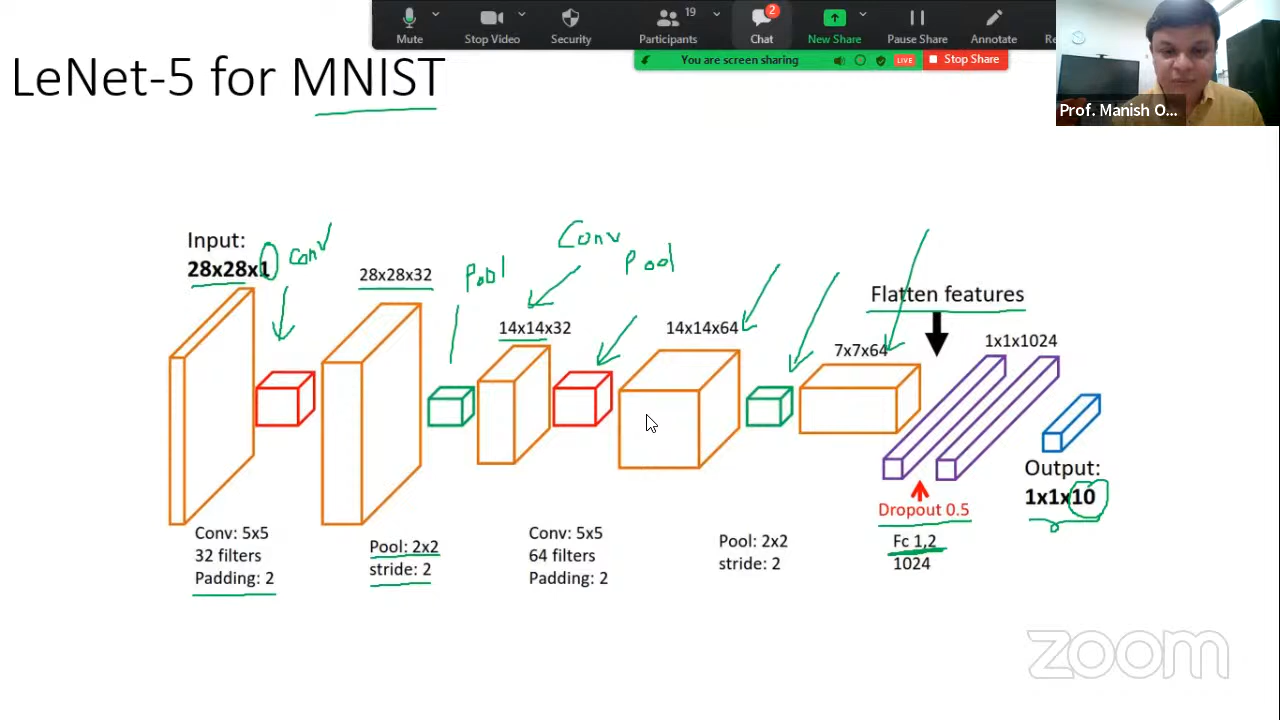 Mute
Stop Video
Security
Participants
19
Chat
2
New Share
Pause Share
Annotate
You are screen sharing
LIVE
Stop Share
Prof. Manish O...
LeNet-5 for MNIST
Input:
28x28x1
Conv
28x28x32
Pool
Conv
Pool
14x14x32
14x14x64
7x7x64
Flatten features
1x1x1024
Output:
1x1x10
Conv: 5x5
32 filters
Padding: 2
Pool: 2x2
stride: 2
Conv: 5x5
64 filters
Padding: 2
Pool: 2x2
stride: 2
Dropout 0.5
Fc 1,2
1024
zoom